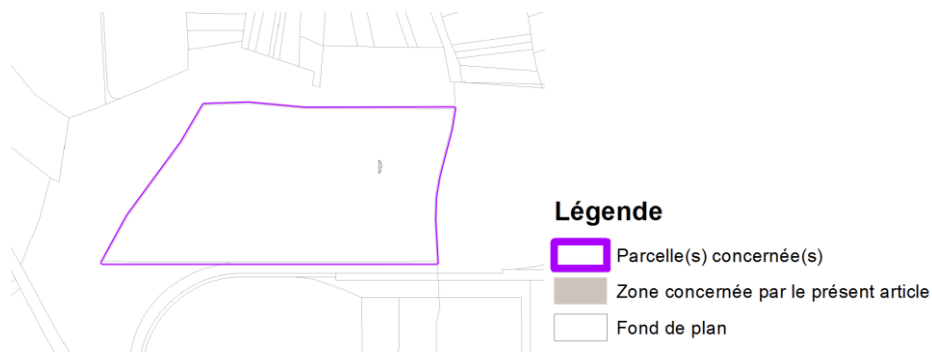 Légende
Parcelle(s) concernée(s)
Zone concernée par le présent article
Fond de plan